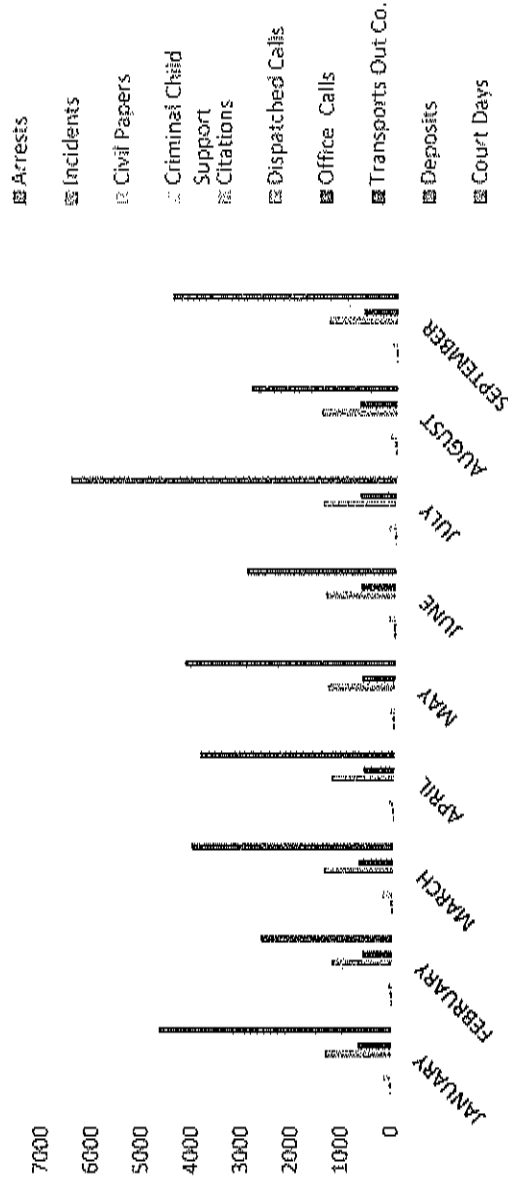 7000
6000
5000
4000
3000
2000
1000
0
JANUARY
FEBRUARY
MARCH
APRIL
MAY
JUNE
JULY
AUGUST
SEPTEMBER
Arrests
Incidents
Civil Papers
Criminal Child
Support
Citations
Dispatched Calls
Office Calls
Transports Out Co.
Deposits
Court Days